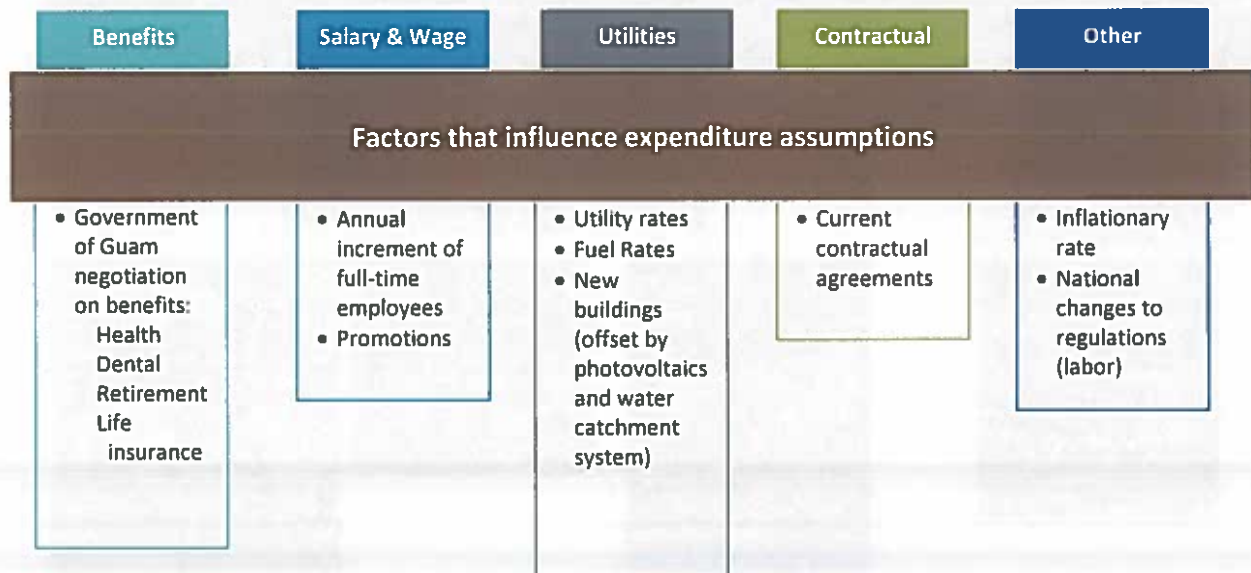 Benefits
Salary & Wage
Utilities
Contractual
Other
Factors that influence expenditure assumptions
• Government
of Guam
negotiation
on benefits:
Health
Dental
Retirement
Life
insurance
• Annual
increment of
full-time
employees
• Promotions
• Utility rates
• Fuel Rates
• New
buildings
(offset by
photovoltaics
and water
catchment
system)
• Current
contractual
agreements
• Inflationary
rate
• National
changes to
regulations
(labor)